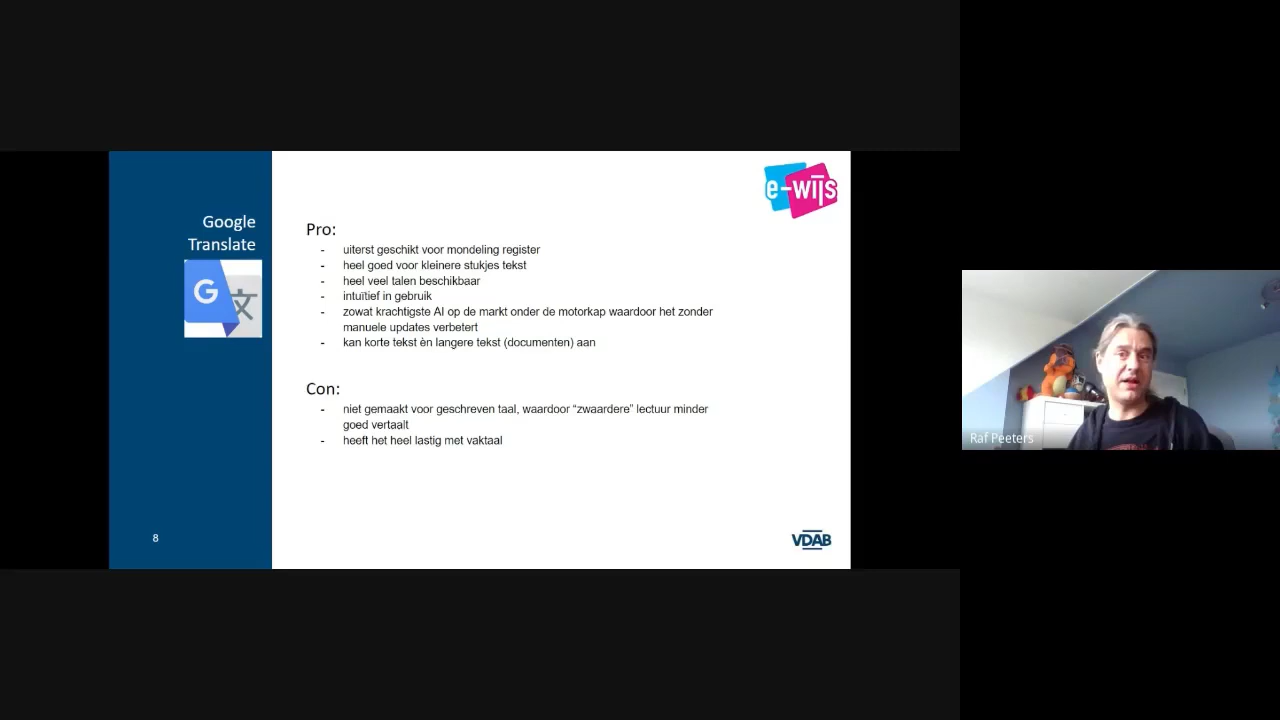 e-wijs
Google
Translate
G 文
Pro:
- uiterst geschikt voor mondeling register
- heel goed voor kleinere stukjes tekst
- heel veel talen beschikbaar
- intuïtief in gebruik
- zowat krachtigste AI op de markt onder de motorkap waardoor het zonder
manuele updates verbetert
- kan korte tekst èn langere tekst (documenten) aan
Con:
- niet gemaakt voor geschreven taal, waardoor “zwaardere” lectuur minder
goed vertaalt
- heeft het heel lastig met vaktaal
8
VDAB
Raf Peeters